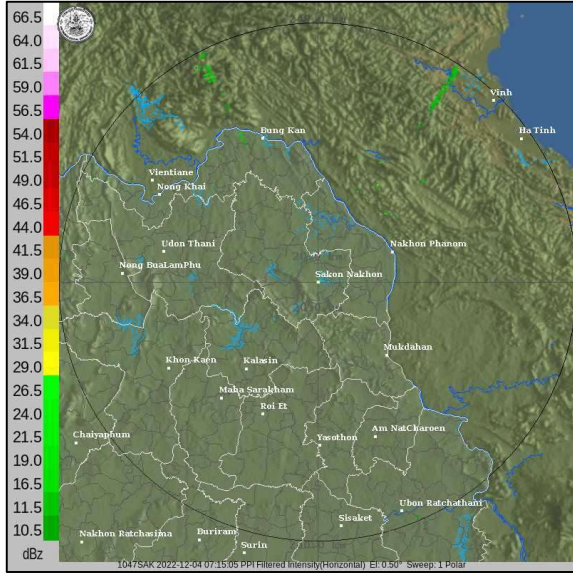 66.5
64.0
61.5
59.0
56.5
54.0
51.5
49.0
46.5
44.0
41.5
39.0
36.5
34.0
31.5
29.0
26.5
24.0
21.5
19.0
16.5
14.0
11.5
10.5
dBz
Vinh
Ha Tinh
Bung Kan
Vientiane
Nong Khai
Udon Thani
Nakhon Phanom
Nong BuaLamPhu
Sakon Nakhon
Mukdahan
Khon Kaen
Kalasin
Maha Sarakham
Roi Et
Chaiyaphum
Yasothon
Am NatCharoen
Ubon Ratchathani
Nakhon Ratchasima
Buriram
Sisaket
Surin
1047SAK 2022-12-04 07:15:05 PPI Filtered Intensity(Horizontal) El: 0.50° Sweep: 1 Polar